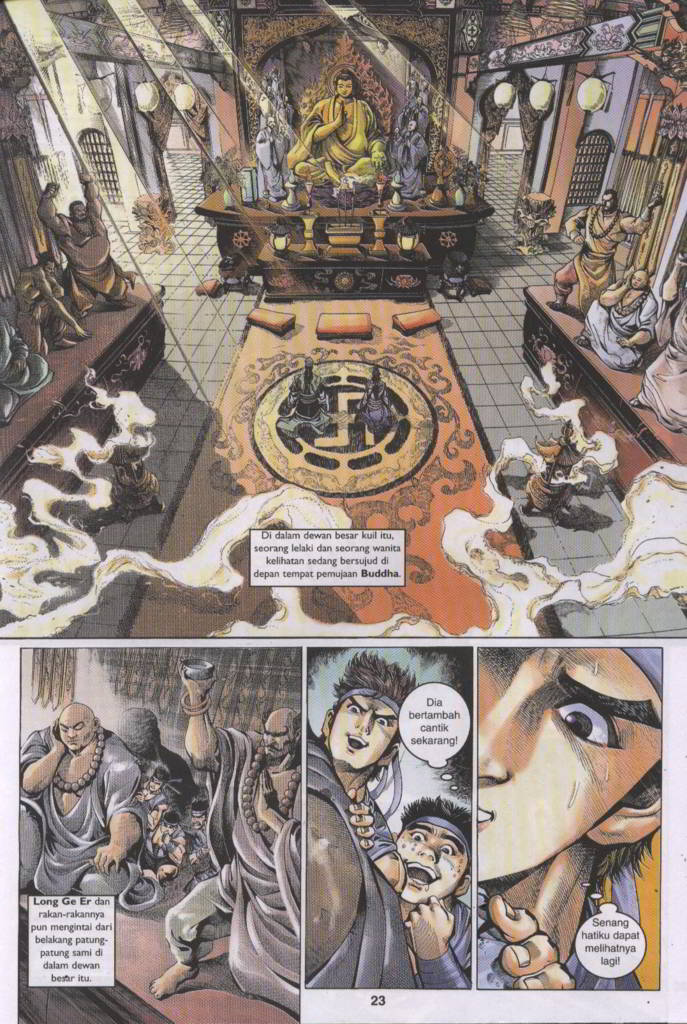 Di dalam dewan besar kuil itu,
seorang lelaki dan seorang wanita
kelihatan sedang bersujud di
depan tempat pemujaan Buddha.
Long Ge Er dan
rakan-rakannya
pun mengintai dari
belakang patung-
patung sami di
dalam dewan
besar itu.
Dia
bertambah
cantik
sekarang!
Senang
hatiku dapat
melihatnya
lagi!
23